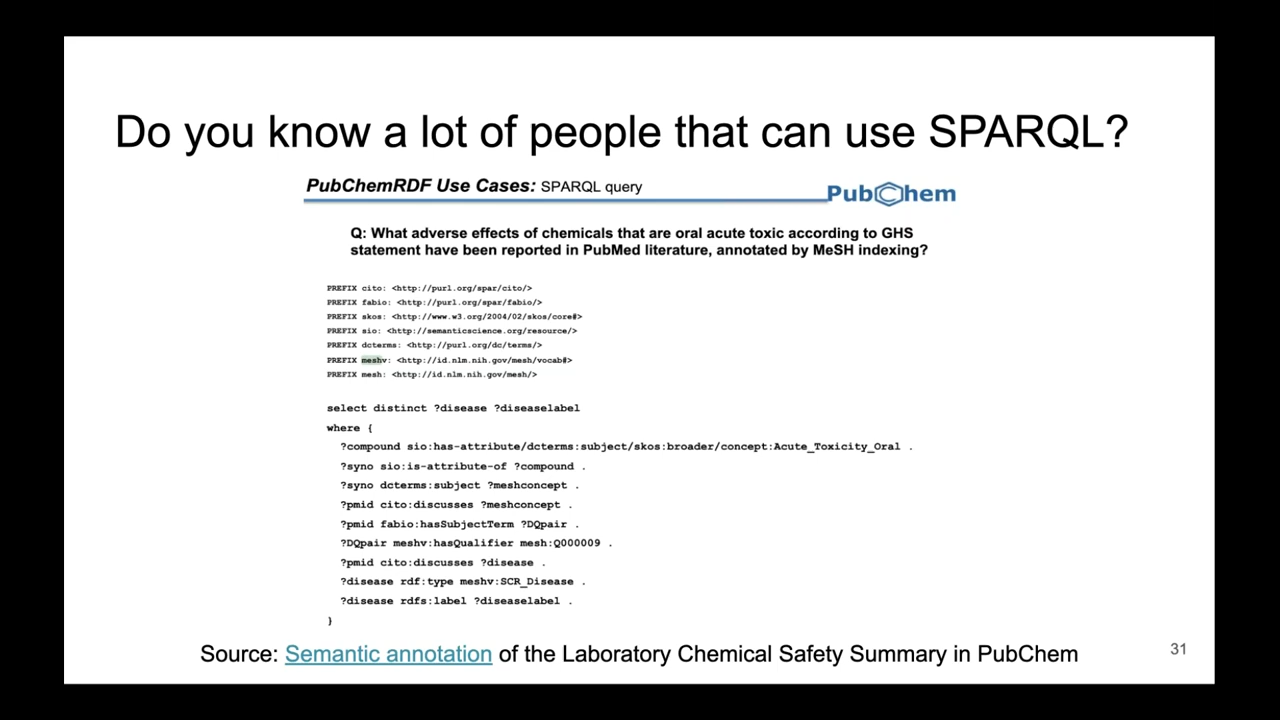 Do you know a lot of people that can use SPARQL?
PubChemRDF Use Cases: SPARQL query
PubChem
Q: What adverse effects of chemicals that are oral acute toxic according to GHS
statement have been reported in PubMed literature, annotated by MeSH indexing?
PREFIX cito: <http://purl.org/spar/cito/>
PREFIX fabio: <http://purl.org/spar/fabio/>
PREFIX skos: <http://www.w3.org/2004/02/skos/core#>
PREFIX sio: <http://semanticscience.org/resource/>
PREFIX dcterms: <http://purl.org/dc/terms/>
PREFIX meshv: <http://id.nlm.nih.gov/mesh/vocab#>
PREFIX mesh: <http://id.nlm.nih.gov/mesh/>
select distinct ?disease ?diseaselabel
where {
?compound sio:has-attribute/dcterms:subject/skos:broader/concept:Acute_Toxicity_Oral .
?syno sio:is-attribute-of ?compound .
?syno dcterms:subject ?meshconcept .
?pmid cito:discusses ?meshconcept .
?pmid fabio:hasSubjectTerm ?DQpair .
?DQpair meshv:hasQualifier mesh:Q000009 .
?pmid cito:discusses ?disease .
?disease rdf:type meshv:SCR_Disease .
?disease rdfs:label ?diseaselabel .
}
Source: Semantic annotation of the Laboratory Chemical Safety Summary in PubChem
31